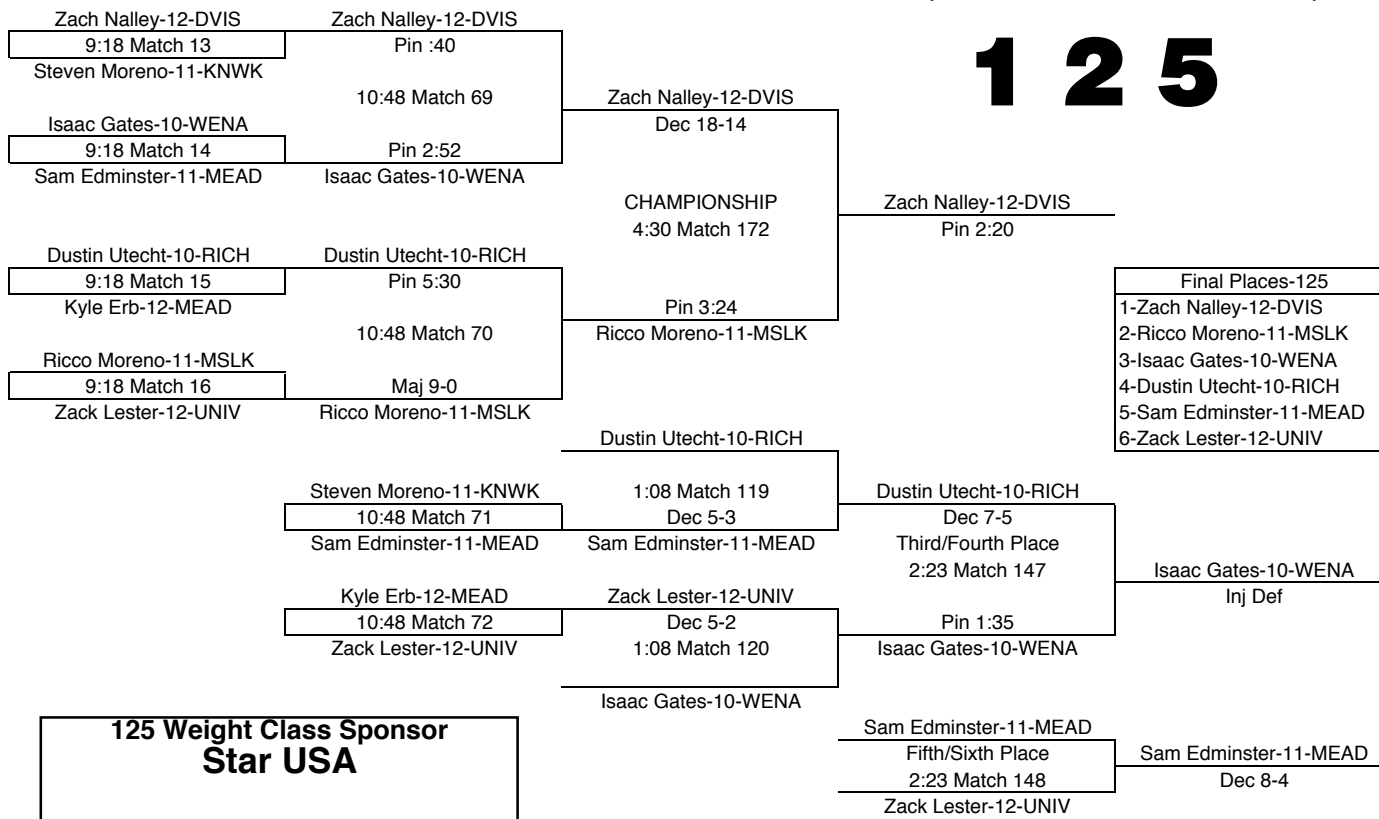 Zach Nalley-12-DVIS
9:18 Match 13
Steven Moreno-11-KNWK
Isaac Gates-10-WENA
9:18 Match 14
Sam Edminster-11-MEAD
Dustin Utecht-10-RICH
9:18 Match 15
Kyle Erb-12-MEAD
Ricco Moreno-11-MSLK
9:18 Match 16
Zack Lester-12-UNIV
Zach Nalley-12-DVIS
Pin :40
10:48 Match 69
Pin 2:52
Isaac Gates-10-WENA
Dustin Utecht-10-RICH
Pin 5:30
10:48 Match 70
Maj 9-0
Ricco Moreno-11-MSLK
Zach Nalley-12-DVIS
Dec 18-14
CHAMPIONSHIP
4:30 Match 172
Pin 3:24
Ricco Moreno-11-MSLK
Zach Nalley-12-DVIS
Pin 2:20
1 2 5
Final Places-125
1-Zach Nalley-12-DVIS
2-Ricco Moreno-11-MSLK
3-Isaac Gates-10-WENA
4-Dustin Utecht-10-RICH
5-Sam Edminster-11-MEAD
6-Zack Lester-12-UNIV
Steven Moreno-11-KNWK
10:48 Match 71
Sam Edminster-11-MEAD
Kyle Erb-12-MEAD
10:48 Match 72
Zack Lester-12-UNIV
Dustin Utecht-10-RICH
1:08 Match 119
Dec 5-3
Sam Edminster-11-MEAD
Zack Lester-12-UNIV
Dec 5-2
1:08 Match 120
Isaac Gates-10-WENA
Dustin Utecht-10-RICH
Dec 7-5
Third/Fourth Place
2:23 Match 147
Pin 1:35
Isaac Gates-10-WENA
Isaac Gates-10-WENA
Inj Def
Sam Edminster-11-MEAD
Fifth/Sixth Place
2:23 Match 148
Zack Lester-12-UNIV
Sam Edminster-11-MEAD
Dec 8-4
125 Weight Class Sponsor
Star USA